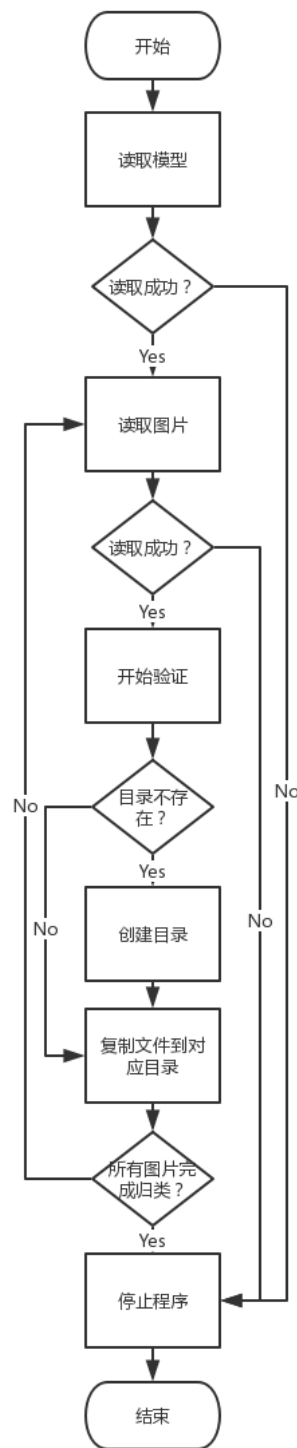 开始
读取模型
读取成功？
Yes
读取图片
读取成功？
Yes
开始验证
目录不存
在？
No
No
Yes
No
No
创建目录
复制文件到对
应目录
所有图片完
成归类？
Yes
停止程序
结束